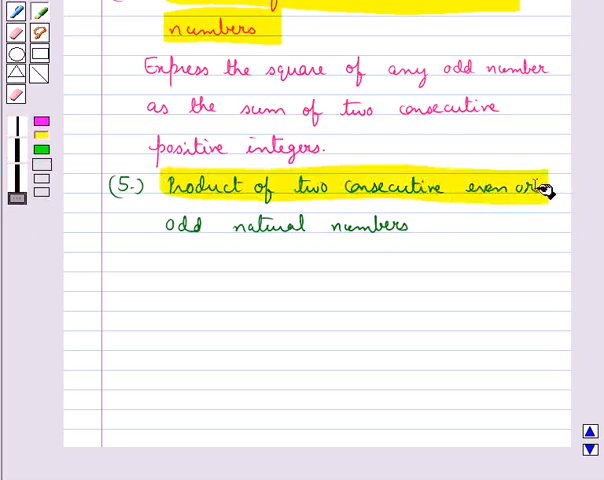 numbers
Express the square of any odd number
as the sum of two consecutive
positive integers.
(5.) Product of two consecutive even or
odd natural numbers